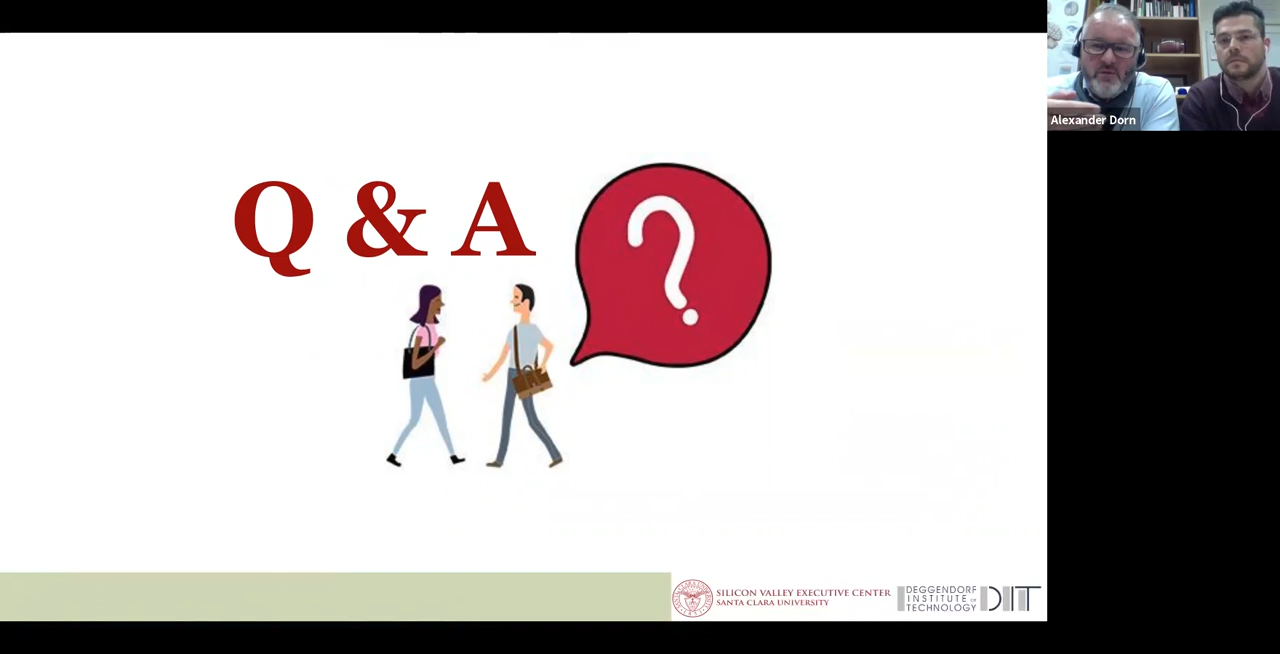 Alexander Dorn
Q & A
?
SILICON VALLEY EXECUTIVE CENTER
SANTA CLARA UNIVERSITY
DEGGENDORF
INSTITUTE OF
TECHNOLOGY
DIT